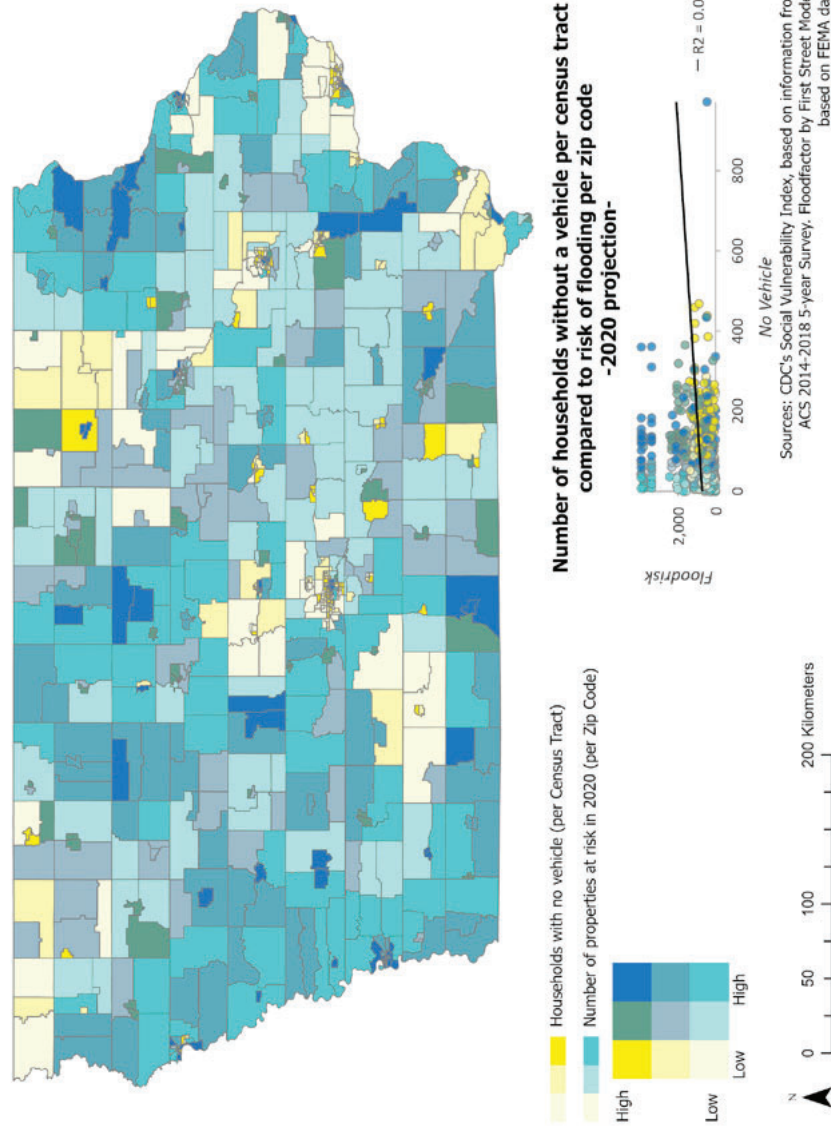 Number of households without a vehicle per census tract
compared to risk of flooding per zip code
-2020 projection-
Households with no vehicle (per Census Tract)
Number of properties at risk in 2020 (per Zip Code)
High
Low
Low
High
N
0
50
100
200 Kilometers
Floodrisk
2,000
0
0
200
400
600
800
No Vehicle
— R2 = 0.0
Sources: CDC's Social Vulnerability Index, based on information fro
ACS 2014-2018 5-year Survey. Floodfactor by First Street Mode
based on FEMA da